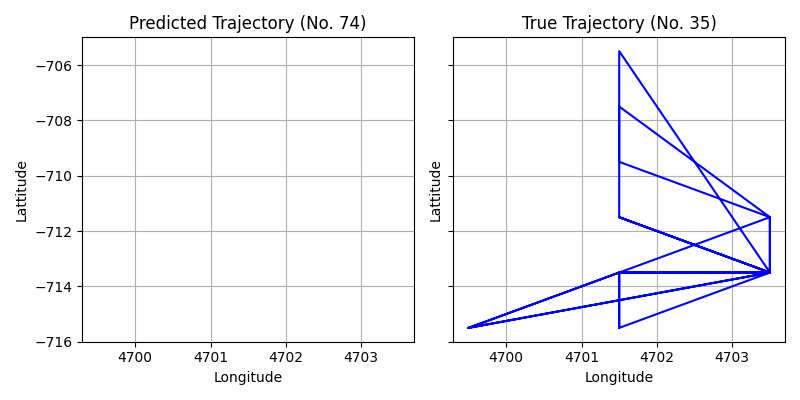 Predicted Trajectory (No. 74)
True Trajectory (No. 35)
−706
−708
−710
−712
−714
−716
Lattitude
Lattitude
4700
4701
4702
4703
4700
4701
4702
4703
Longitude
Longitude